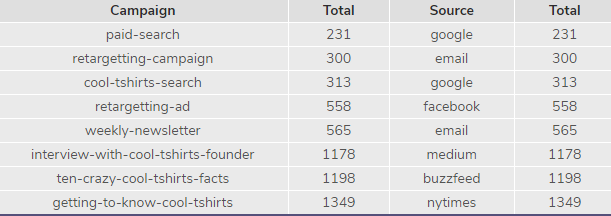 Campaign Total Source Total
paid-search 231 google 231
retargetting-campaign 300 email 300
cool-tshirts-search 313 google 313
retargetting-ad 558 facebook 558
weekly-newsletter 565 email 565
interview-with-cool-tshirts-founder 1178 medium 1178
ten-crazy-cool-tshirts-facts 1198 buzzfeed 1198
getting-to-know-cool-tshirts 1349 nytimes 1349